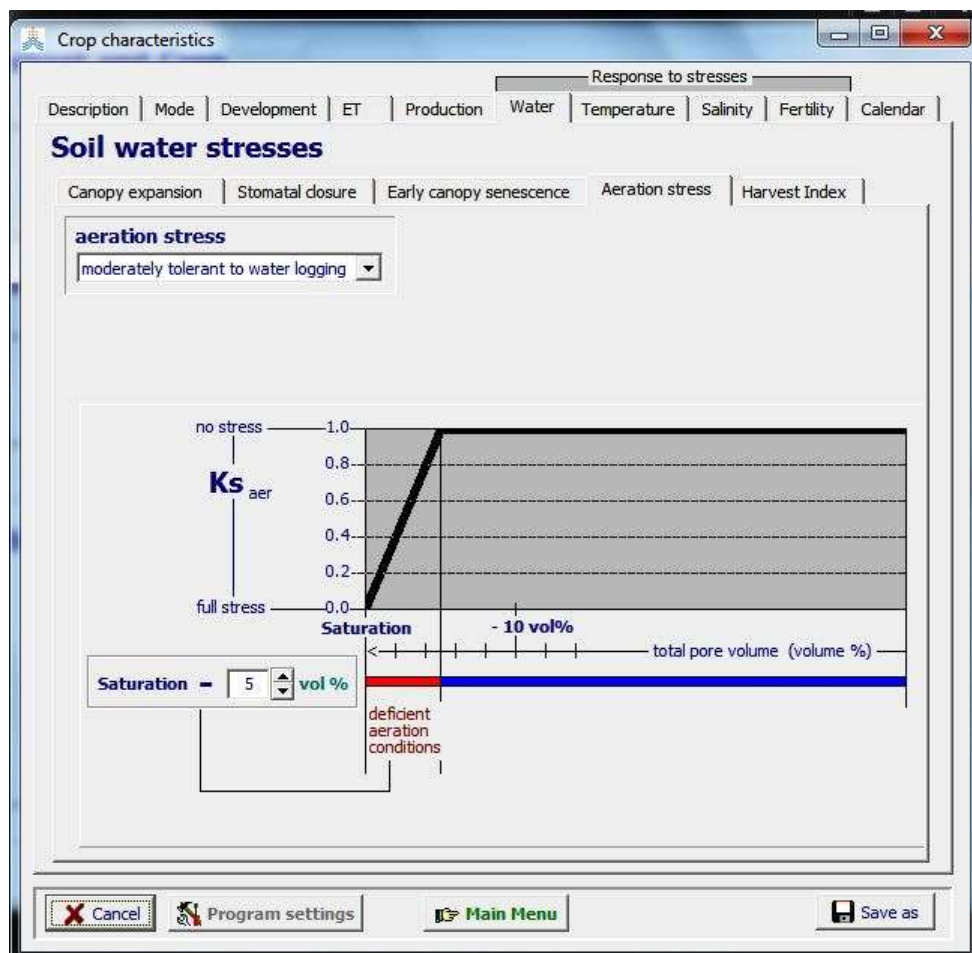 Crop characteristics
Response to stresses
Description Mode Development ET Production Water Temperature Salinity Fertility Calendar
Soil water stresses
Canopy expansion Stomatal closure Early canopy senescence Aeration stress Harvest Index
aeration stress
moderately tolerant to water logging
no stress 1.0
0.8
Ks aer
0.6
0.4
0.2
full stress 0.0
Saturation - 10 vol%
total pore volume (volume %)
Saturation - 5 vol %
deficient
aeration
conditions
Cancel Program settings Main Menu Save as